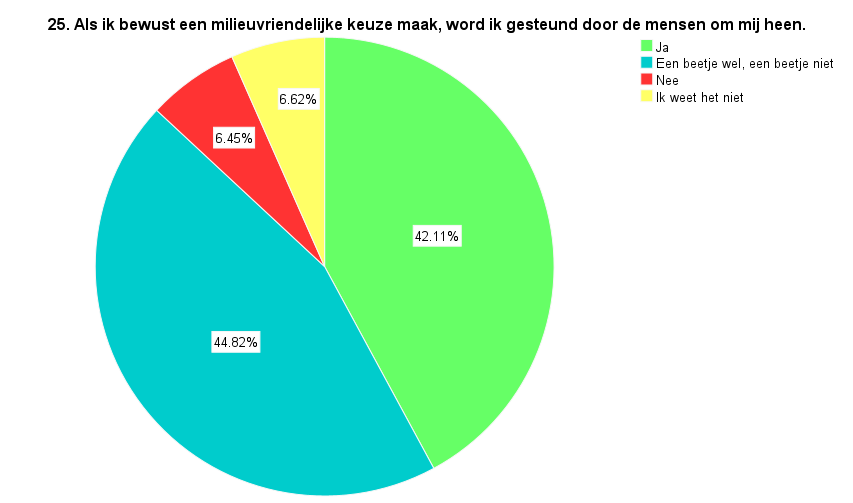 25. Als ik bewust een milieuvriendelijke keuze maak, word ik gesteund door de mensen om mij heen.
Ja
Een beetje wel, een beetje niet
Nee
Ik weet het niet
6.62%
6.45%
42.11%
44.82%